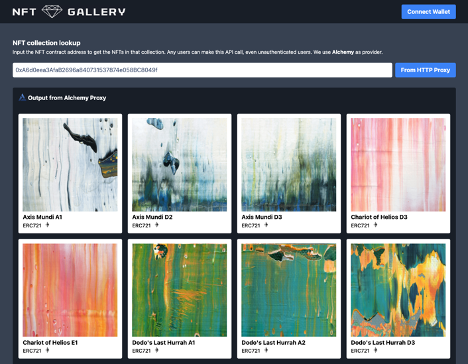 NFT GALLERY
Connect Wallet
NFT collection lookup
Input the NFT contract address to get the NFTs in that collection. Any users can make this API call, even unauthenticated users. We use Alchemy as provider.
From HTTP Proxy
Output from Alchemy Proxy
Axis Mundi A1
ERC721
Axis Mundi D2
ERC721
Axis Mundi D3
ERC721
Chariot of Helios D3
ERC721
Chariot of Helios E1
ERC721
Dodo's Last Hurrah A1
ERC721
Dodo's Last Hurrah A2
ERC721
Dodo's Last Hurrah D3
ERC721